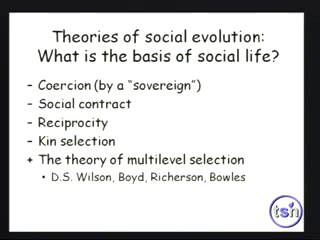 Theories of social evolution:
What is the basis of social life?
– Coercion (by a “sovereign”)
– Social contract
– Reciprocity
– Kin selection
+ The theory of multilevel selection
• D.S. Wilson, Boyd, Richerson, Bowles
tsn